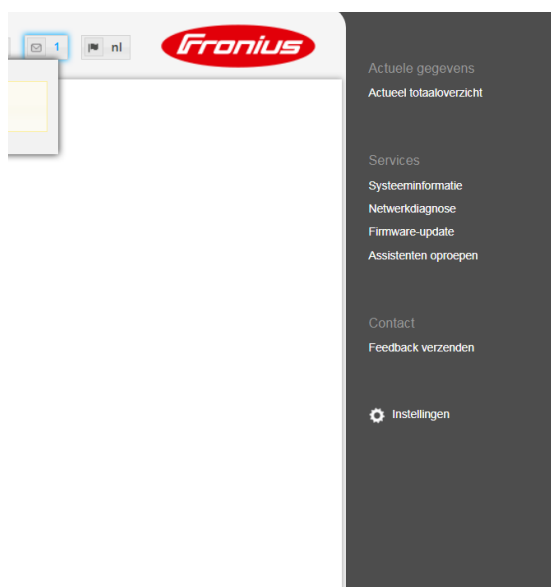 1
nl
Fronius
Actuele gegevens
Actueel totaaloverzicht
Services
Systeeminformatie
Netwerkdiagnose
Firmware-update
Assistenten oproepen
Contact
Feedback verzenden
Instellingen